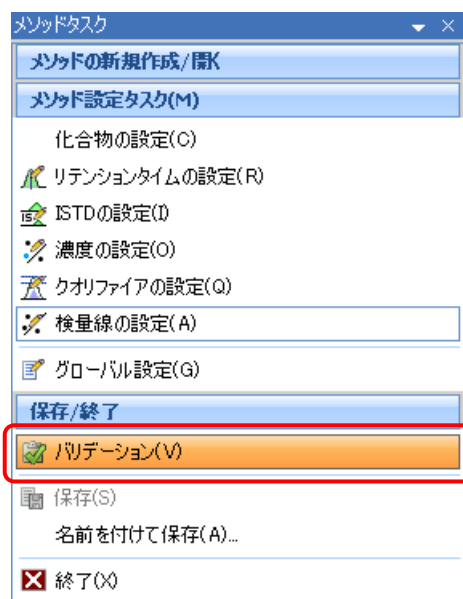 メソッドタスク
メソッドの新規作成/開く
メソッド設定タスク(M)
化合物の設定(C)
リテンションタイムの設定(R)
ISTDの設定(I)
濃度の設定(O)
クオリファイアの設定(Q)
検量線の設定(A)
グローバル設定(G)
保存/終了
バリデーション(V)
保存(S)
名前を付けて保存(A)...
終了(X)